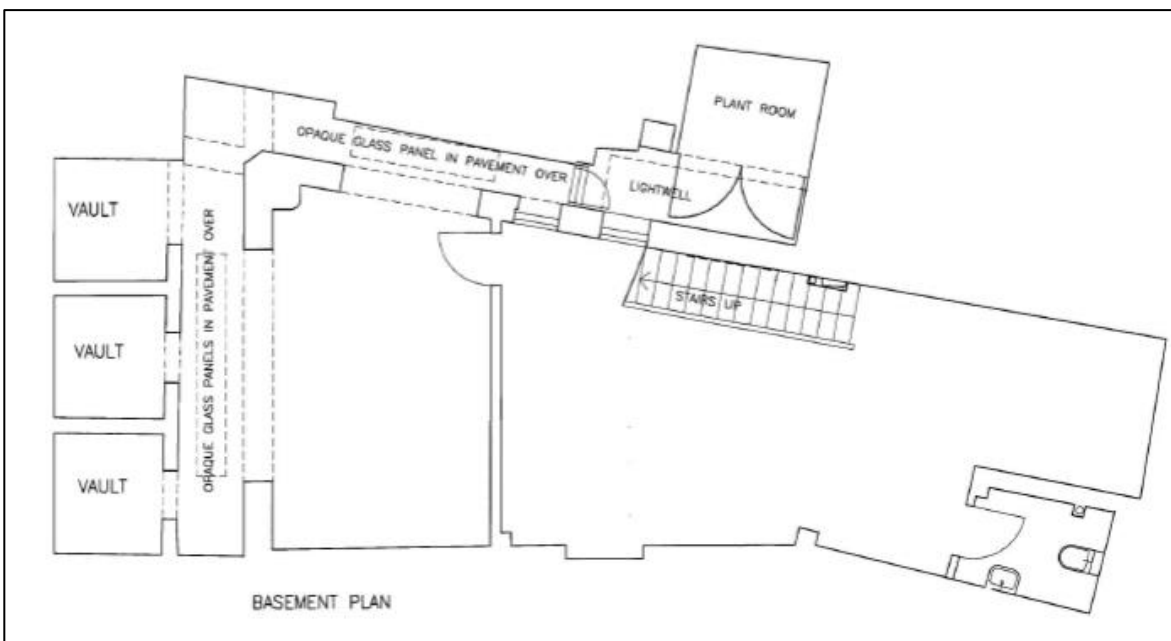 PLANT ROOM
OPAQUE GLASS PANEL IN PAVEMENT OVER
LIGHTWELL
VAULT
OPAQUE GLASS PANELS IN PAVEMENT OVER
STAIRS UP
VAULT
VAULT
BASEMENT PLAN